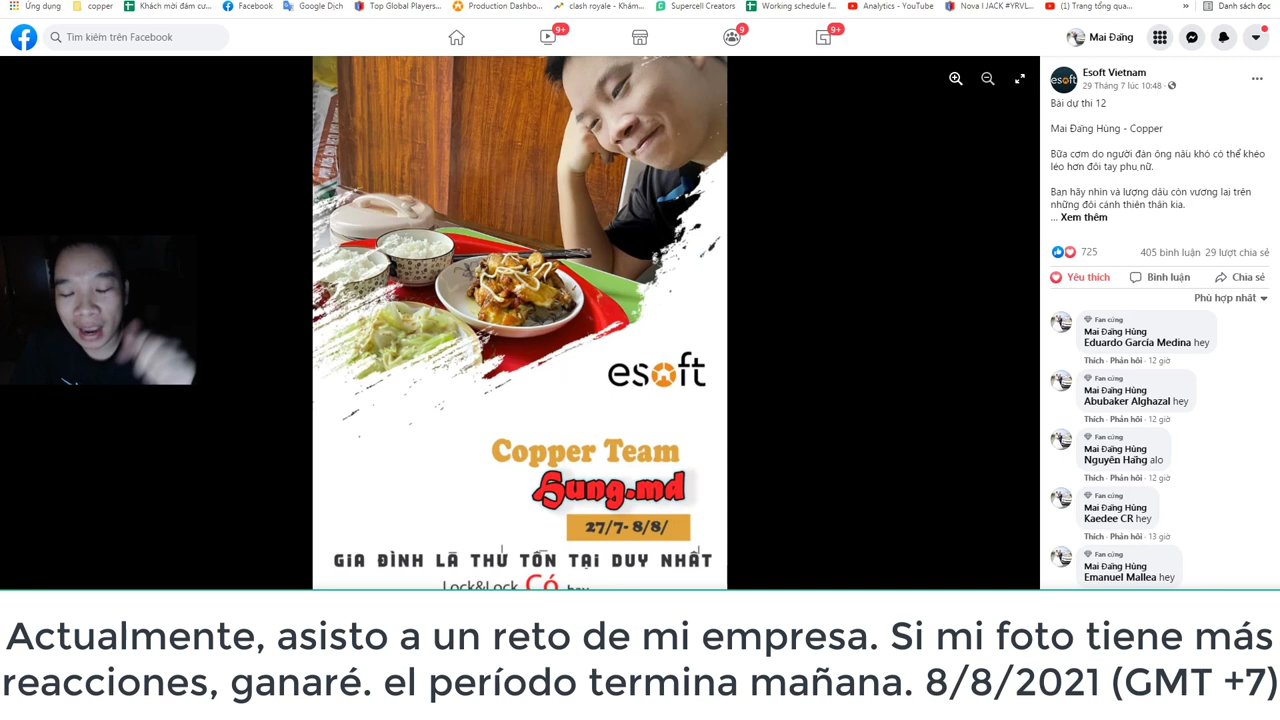 Ứng dụng
copper
Khách mời đám cư...
Facebook
Google Dịch
Top Global Players...
Production Dashbo...
clash royale - Khám...
Supercell Creators
Working schedule f...
Analytics - YouTube
Nova l JACK #YRVL...
(1) Trang tổng qua...
»
Danh sách đọc
Tìm kiếm trên Facebook
9+
9
9+
Mai Đăng
esoft
Esoft Vietnam
29 Tháng 7 lúc 10:48 ·
Bài dự thi 12
Mai Đăng Hùng - Copper
Bữa cơm do người đàn ông nấu khó có thể khéo
léo hơn đôi tay phụ nữ.
Bạn hãy nhìn và lượng dầu còn vương lại trên
những đôi cánh thiên thần kia.
... Xem thêm
725
405 bình luận 29 lượt chia sẻ
Yêu thích
Bình luận
Chia sẻ
Phù hợp nhất
Fan cứng
Mai Đăng Hùng
Eduardo García Medina hey
Thích · Phản hồi · 12 giờ
Fan cứng
Mai Đăng Hùng
Abubaker Alghazal hey
Thích · Phản hồi · 12 giờ
Fan cứng
Mai Đăng Hùng
Nguyễn Hằng alo
Thích · Phản hồi · 12 giờ
Fan cứng
Mai Đăng Hùng
Kaedee CR hey
Thích · Phản hồi · 13 giờ
Fan cứng
Mai Đăng Hùng
Emanuel Mallea hey
esoft
Copper Team
Hung.md
27/7- 8/8/
GIA ĐÌNH LÀ THỨ TỒN TẠI DUY NHẤT
Lock&Lock Có
Actualmente, asisto a un reto de mi empresa. Si mi foto tiene más
reacciones, ganaré. el período termina mañana. 8/8/2021 (GMT +7)